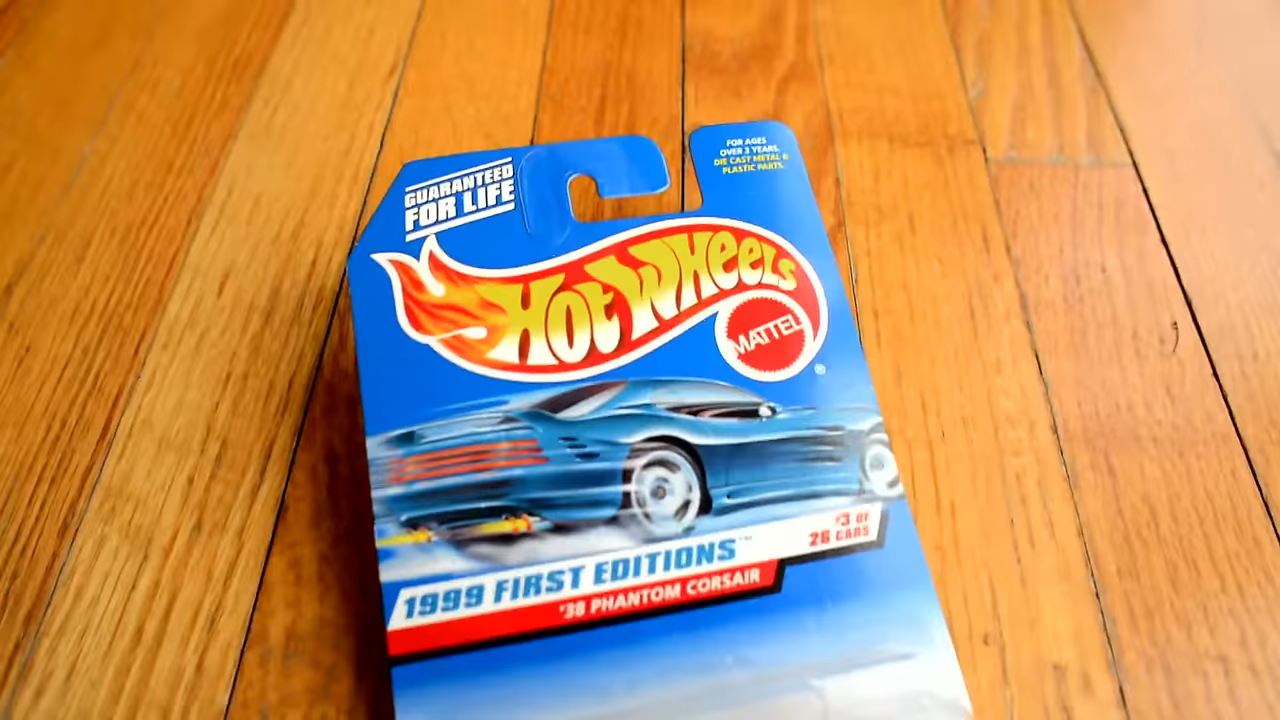 GUARANTEED
FOR LIFE
FOR AGES
OVER 3 YEARS.
DIE CAST METAL &
PLASTIC PARTS.
HOT WHEELS
MATTEL
®
#3 OF
26 CARS
1999 FIRST EDITIONS™
'38 PHANTOM CORSAIR